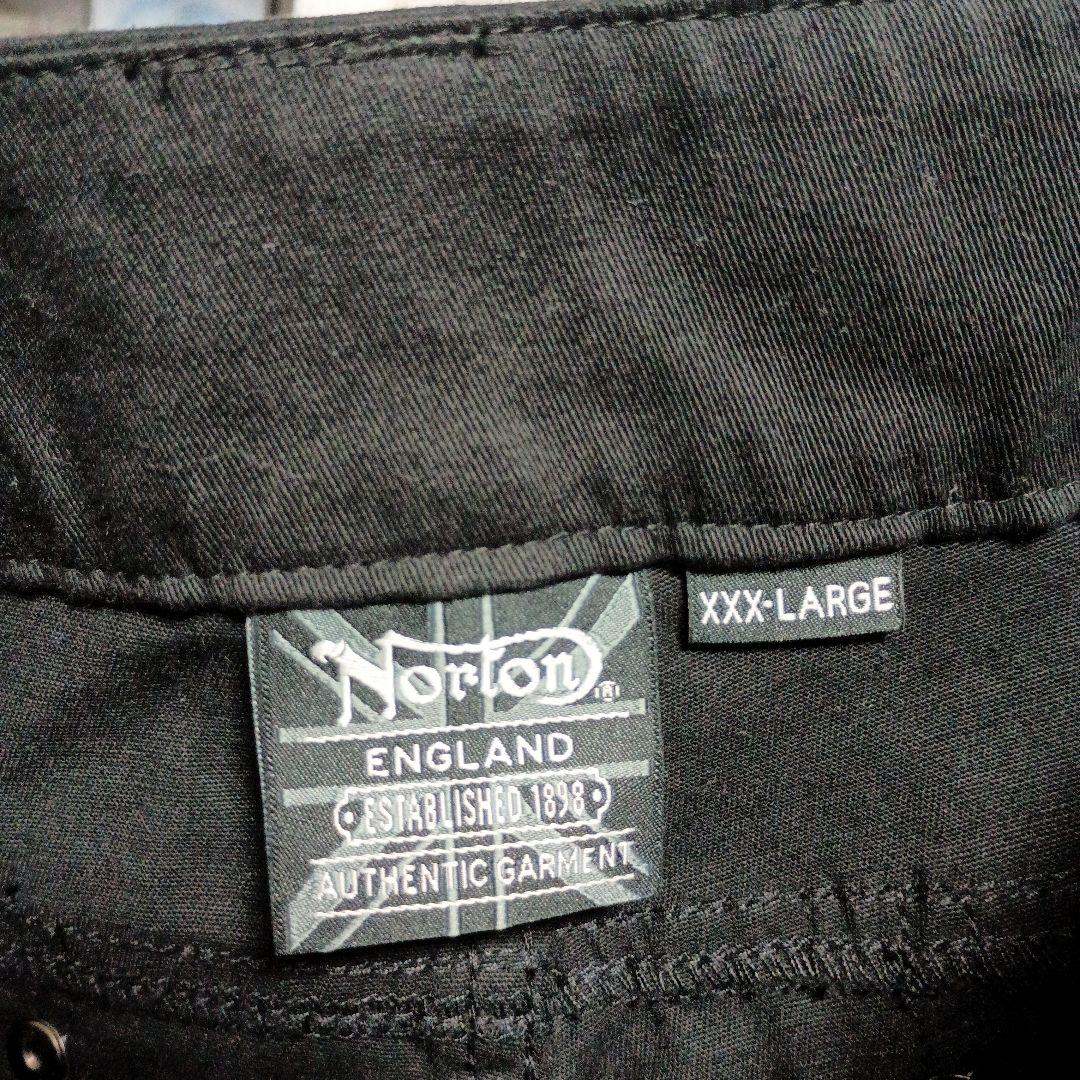 Norton®
ENGLAND
ESTABLISHED 1898
AUTHENTIC GARMENT
XXX-LARGE